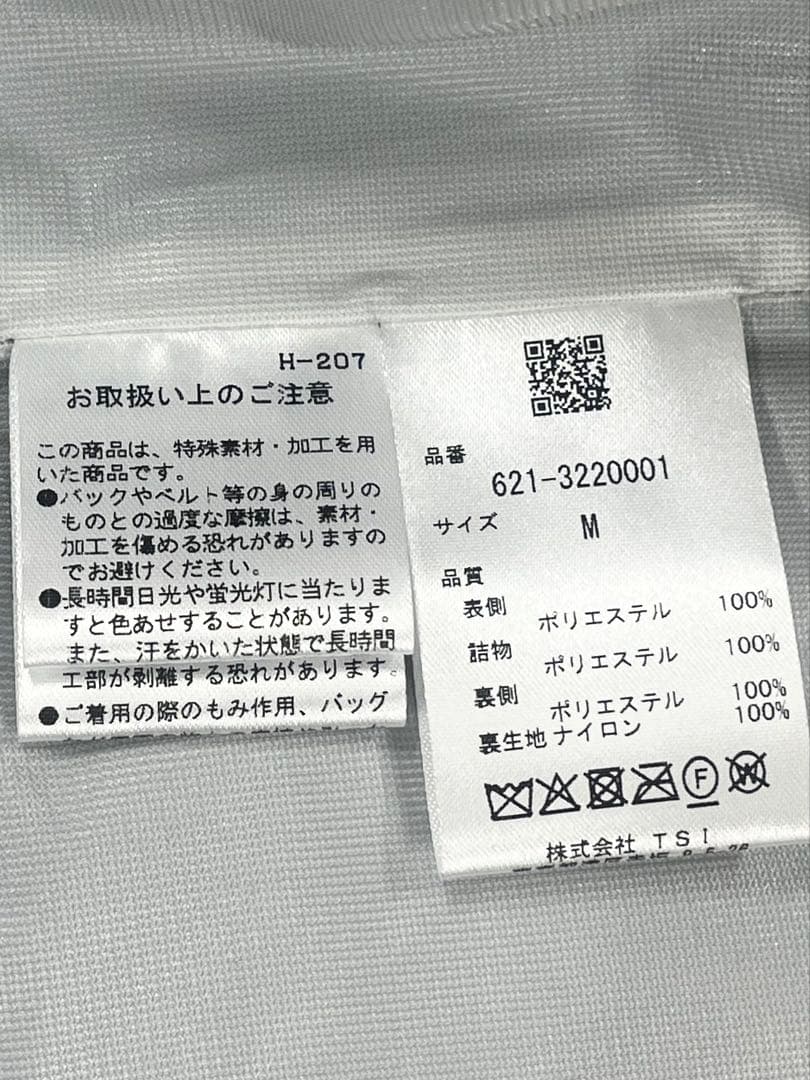 H-207
お取扱い上のご注意
この商品は、特殊素材・加工を用
いた商品です。
●バックやベルト等の身の周りの
ものとの過度な摩擦は、素材・
加工を傷める恐れがありますの
でお避けください。
●長時間日光や蛍光灯に当たりま
すと色あせすることがあります。
また、汗をかいた状態で長時間
工部が剥離する恐れがあります。
●ご着用の際のもみ作用、バッグ
品番
621-3220001
サイズ M
品質
表側 ポリエステル 100%
詰物 ポリエステル 100%
裏側 ポリエステル 100%
裏生地 ナイロン 100%
F W
株式会社 TSI